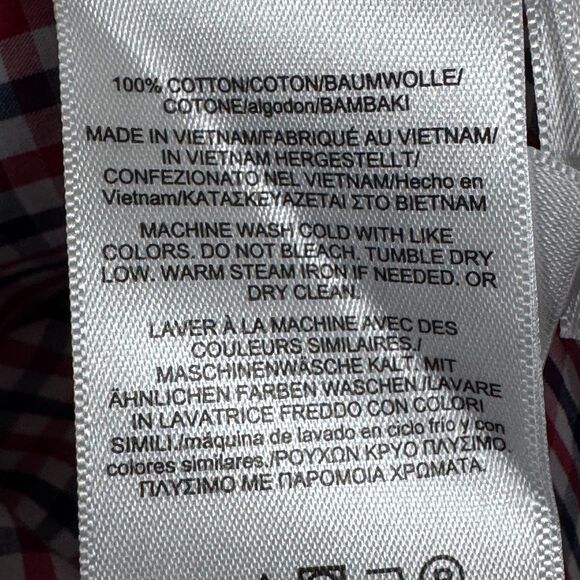 100% COTTON/COTON/BAUMWOLLE/
COTONE/algodon/BAMBAKI
MADE IN VIETNAM/FABRIQUÉ AU VIETNAM/
IN VIETNAM HERGESTELLT/
CONFEZIONATO NEL VIETNAM/Hecho en
Vietnam/ΚΑΤΑΣΚΕΥΑΖΕΤΑΙ ΣΤΟ ΒΙΕΤΝΑΜ
MACHINE WASH COLD WITH LIKE
COLORS. DO NOT BLEACH. TUMBLE DRY
LOW. WARM STEAM IRON IF NEEDED. OR
DRY CLEAN.
LAVER À LA MACHINE AVEC DES
COULEURS SIMILAIRES./
MASCHINENWÄSCHE KALT. MIT
ÄHNLICHEN FARBEN WASCHEN./LAVARE
IN LAVATRICE FREDDO CON COLORI
SIMILI./máquina de lavado en ciclo frío y con
colores similares./ΡΟΥΧΩΝ ΚΡΥΟ ΠΛΥΣΙΜΟ.
ΠΛΥΣΙΜΟ ΜΕ ΠΑΡΟΜΟΙΑ ΧΡΩΜΑΤΑ.